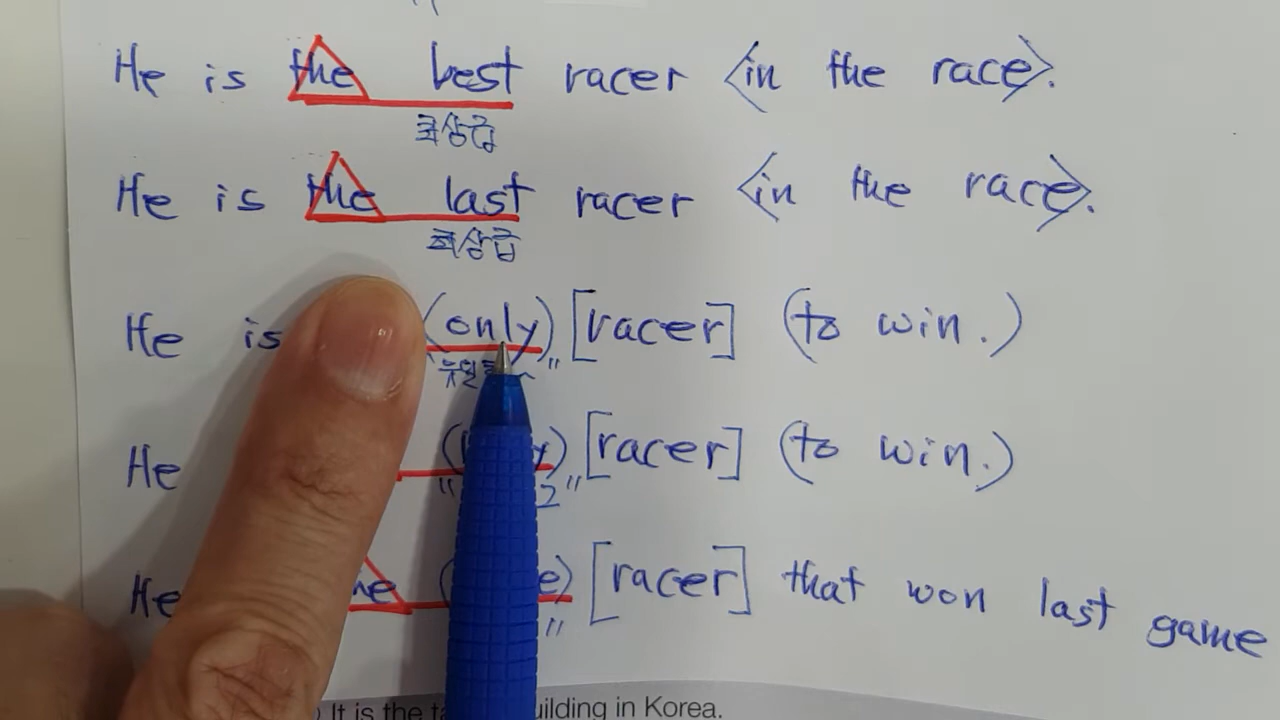 He is the best racer <in the race>.
최상급
He is the last racer <in the race>.
최상급
He is (only) [racer] (to win.)
He [racer] (to win.)
He [racer] that won last game
It is the building in Korea.